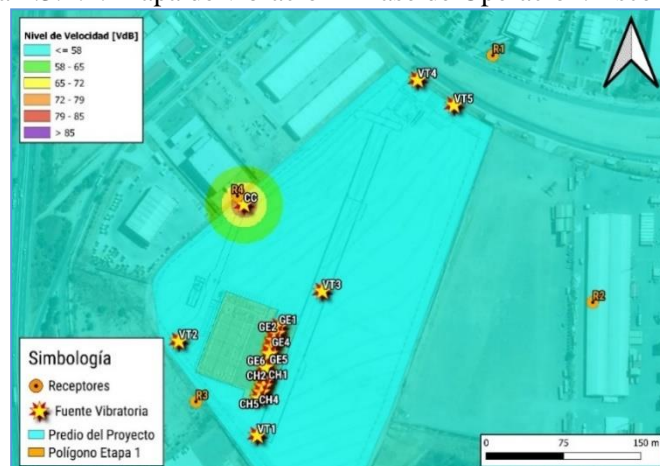 Nivel de Velocidad [VdB]
<= 58
58 - 65
65 - 72
72 - 79
79 - 85
> 85
R1
VT4
VT5
R4
CC
R2
VT3
GE1
GE2
GE4
VT2
GE6
GE5
CH2
CH1
CH4
CH5
R3
VT1
Simbología
Receptores
Fuente Vibratoria
Predio del Proyecto
Polígono Etapa 1
0 75 150 m